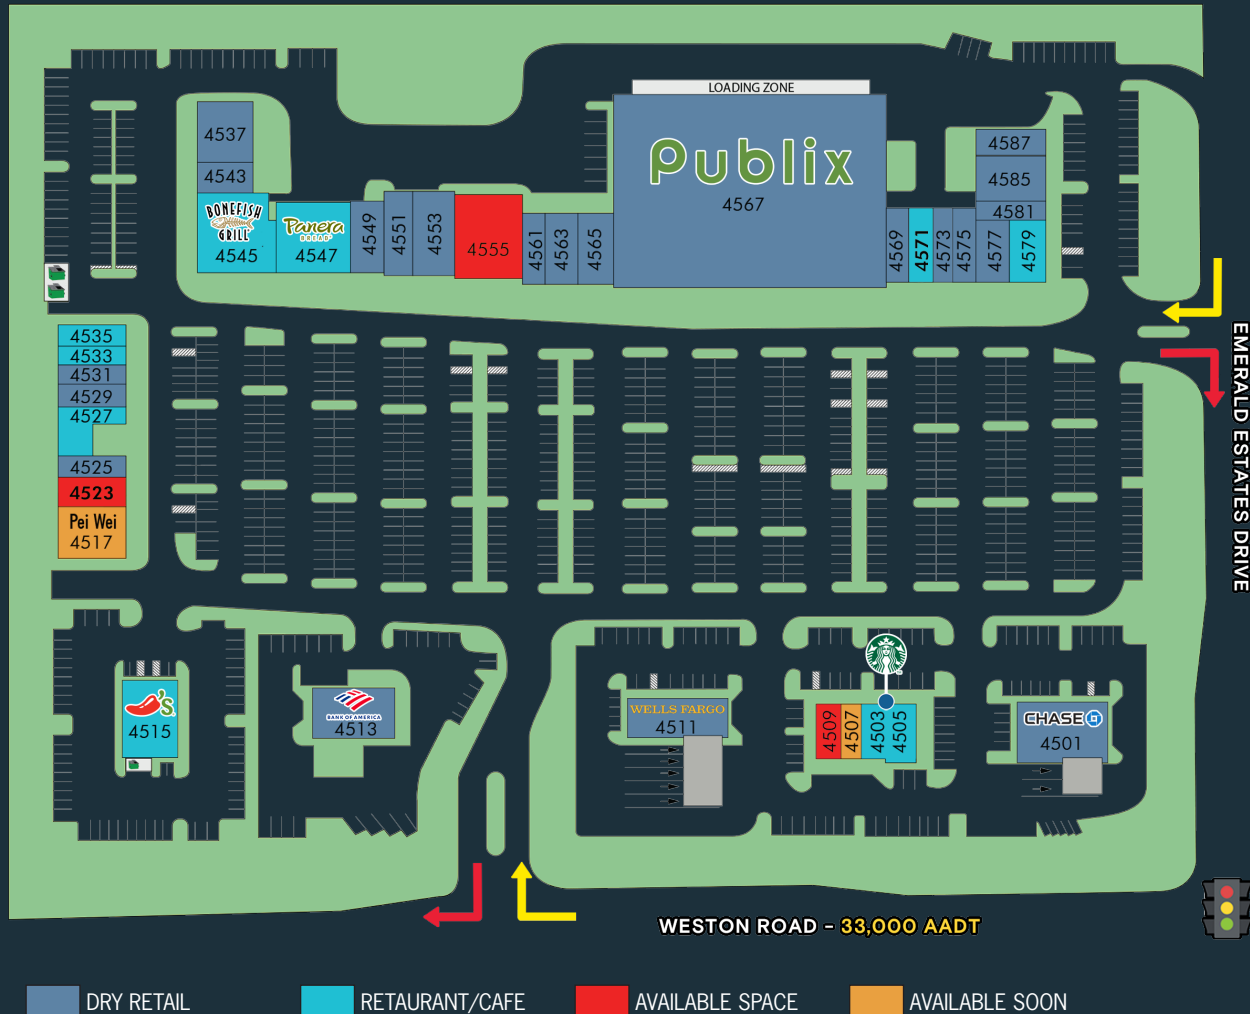 LOADING ZONE
Publix
4567
4537
4543
BONEFISH
GRILL
4545
Panera
BREAD
4547
4549
4551
4553
4555
4561
4563
4565
4569
4571
4573
4575
4577
4579
4581
4585
4587
4535
4533
4531
4529
4527
4525
4523
Pei Wei
4517
EMERALD ESTATES DRIVE
's
4515
BANK OF AMERICA
4513
WELLS FARGO
4511
4509
4507
4503
4505
CHASE
4501
WESTON ROAD - 33,000 AADT
DRY RETAIL
RETAURANT/CAFE
AVAILABLE SPACE
AVAILABLE SOON